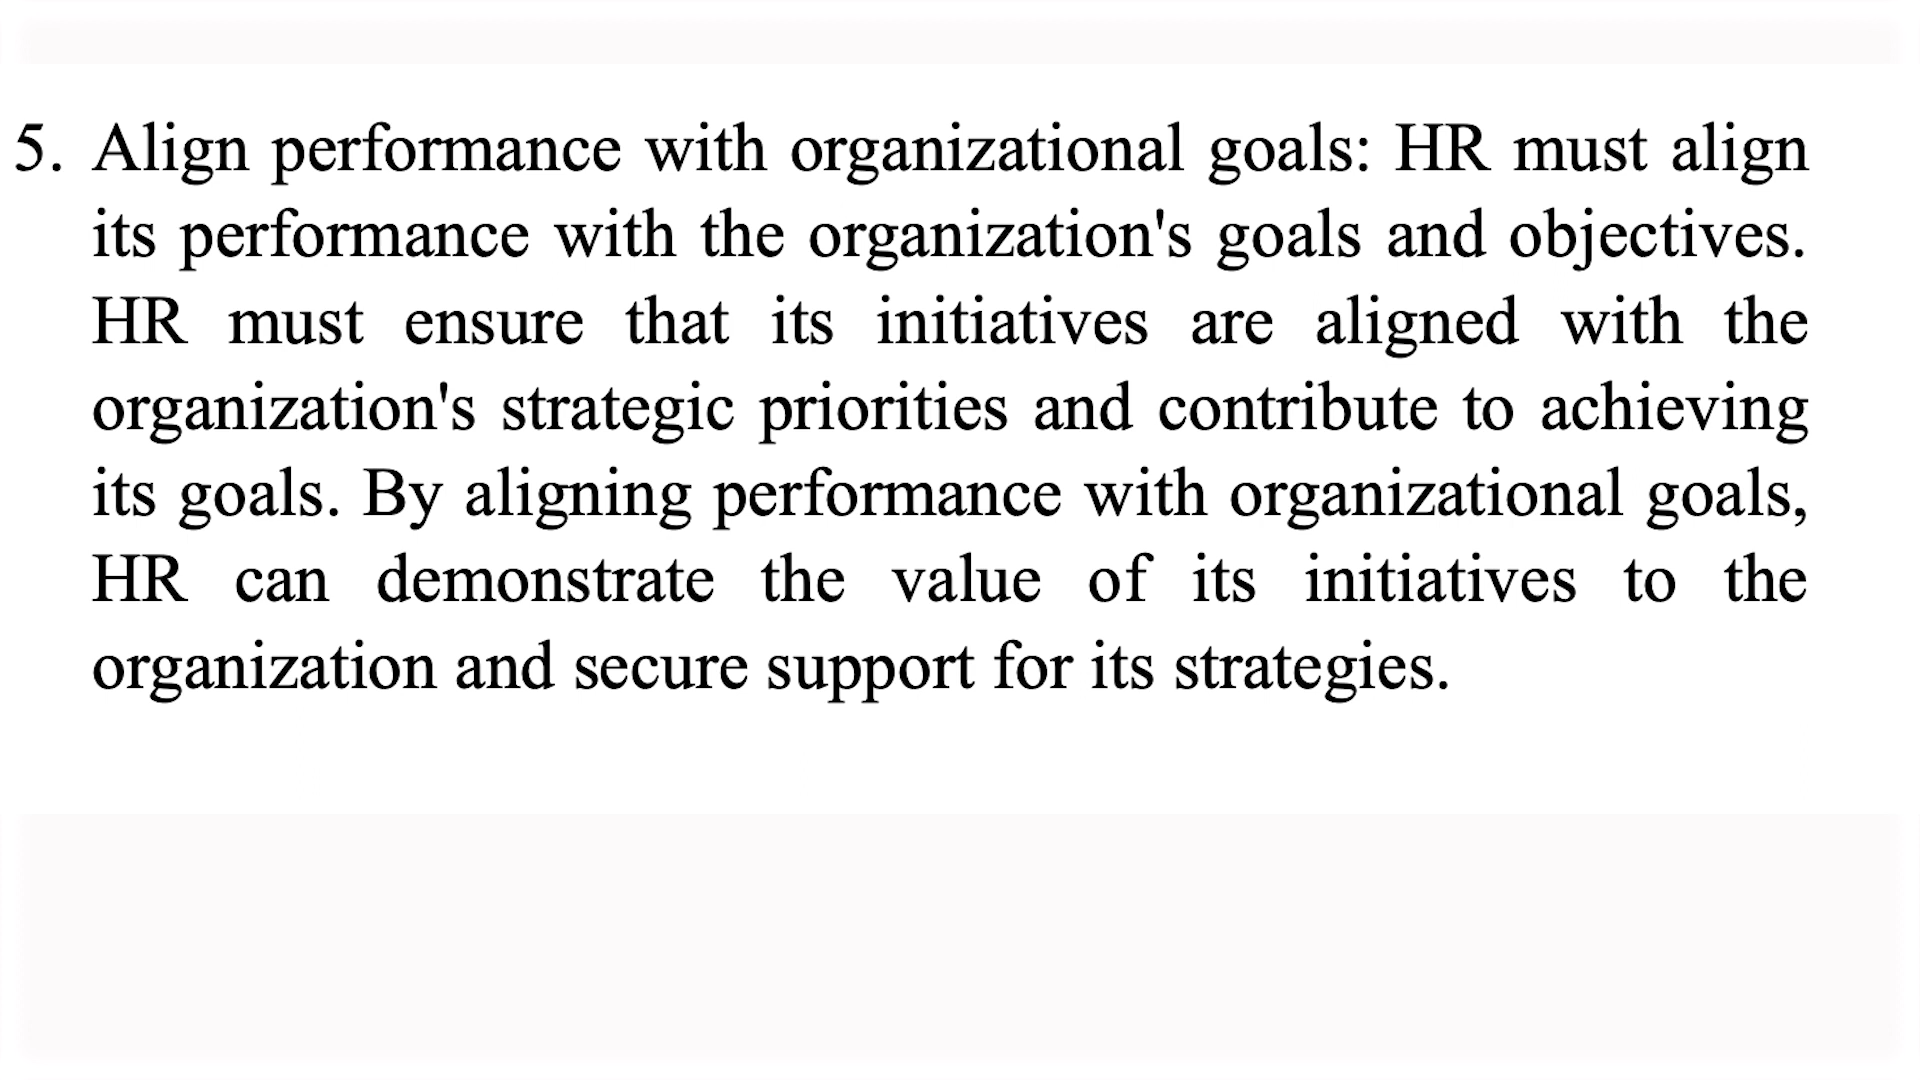 5. Align performance with organizational goals: HR must align
its performance with the organization's goals and objectives.
HR must ensure that its initiatives are aligned with the
organization's strategic priorities and contribute to achieving
its goals. By aligning performance with organizational goals,
HR can demonstrate the value of its initiatives to the
organization and secure support for its strategies.